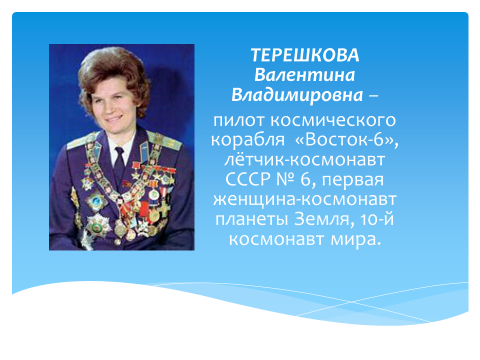 ТЕРЕШКОВА
Валентина
Владимировна –
пилот космического
корабля «Восток-6»,
лётчик-космонавт
СССР № 6, первая
женщина-космонавт
планеты Земля, 10-й
космонавт мира.